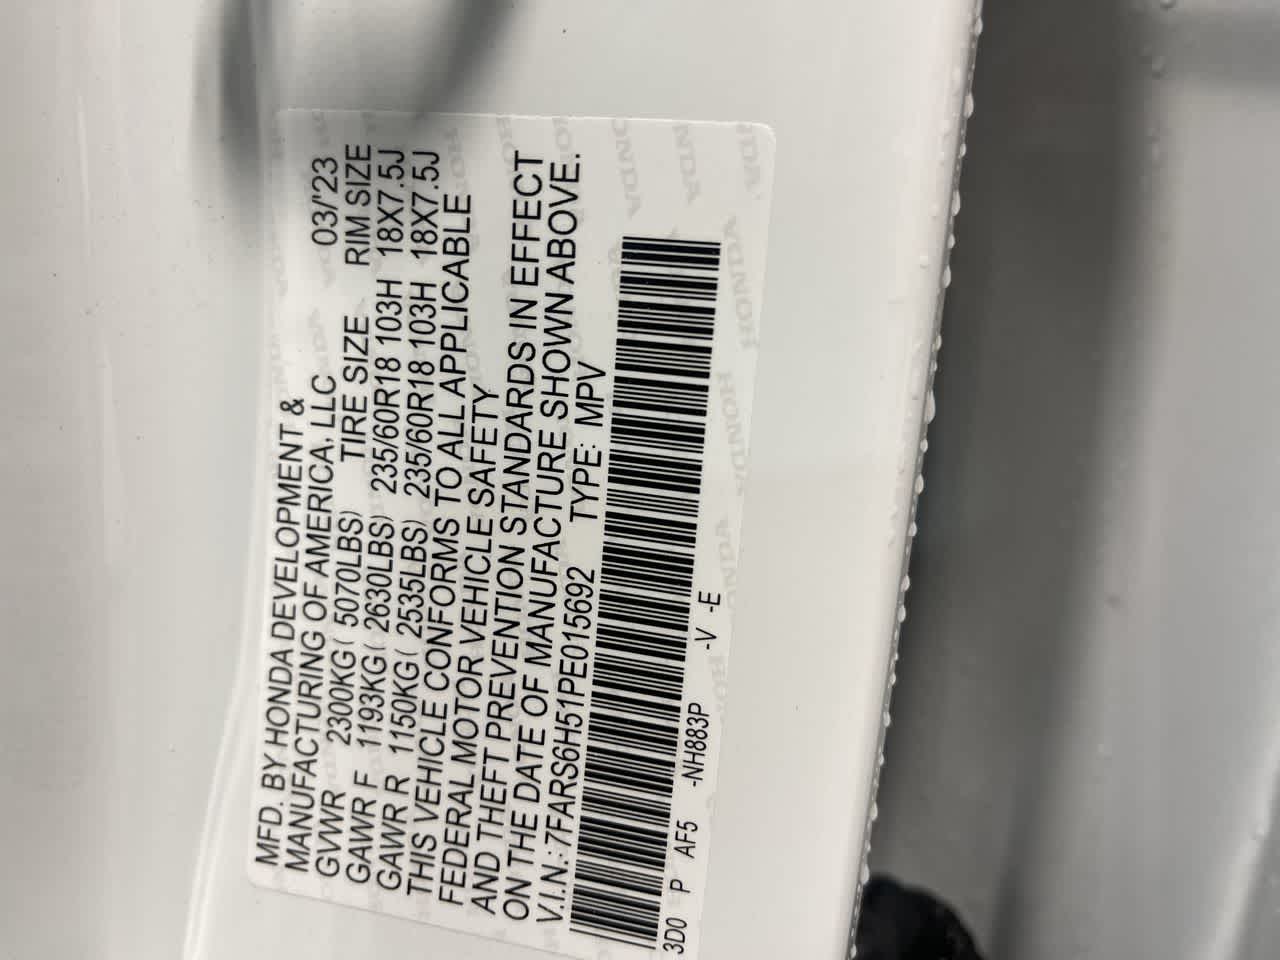 MFD. BY HONDA DEVELOPMENT &
MANUFACTURING OF AMERICA, LLC 03/'23
GVWR 2300KG( 5070LBS) TIRE SIZE RIM SIZE
GAWR F 1193KG( 2630LBS) 235/60R18 103H 18X7.5J
GAWR R 1150KG( 2535LBS) 235/60R18 103H 18X7.5J
THIS VEHICLE CONFORMS TO ALL APPLICABLE
FEDERAL MOTOR VEHICLE SAFETY
AND THEFT PREVENTION STANDARDS IN EFFECT
ON THE DATE OF MANUFACTURE SHOWN ABOVE.
V.I.N.: 7FARS6H51PE015692 TYPE: MPV
3D0 P AF5 -NH883P -V -E